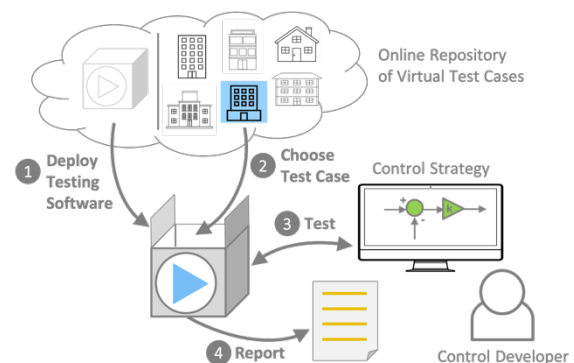 Online Repository
of Virtual Test Cases
1 Deploy
Testing
Software
2 Choose
Test Case
Control Strategy
+
k
-
3 Test
4 Report
Control Developer